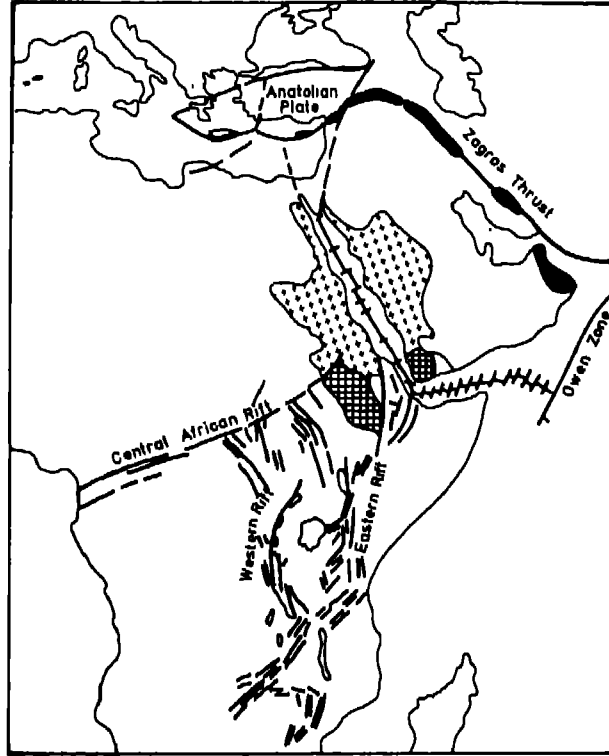 Anatolian
Plate
Zagros Thrust
Owen Zone
Central African Rift
Western Rift
Eastern Rift